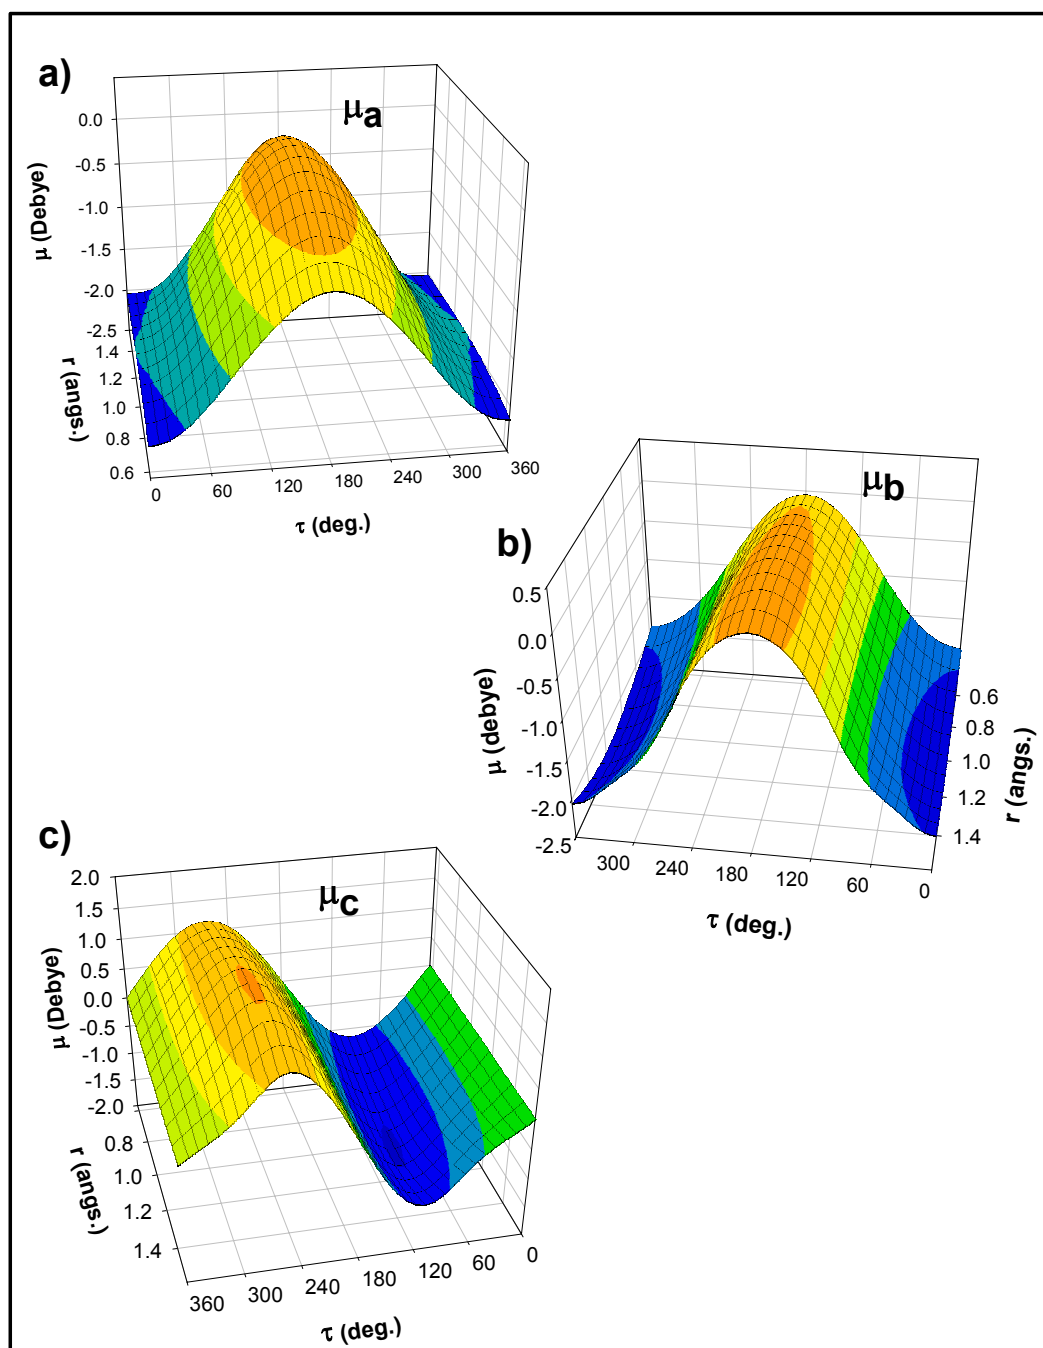 a)
μa
0.0
-0.5
-1.0
-1.5
-2.0
-2.5
μ (Debye)
1.4
1.2
1.0
0.8
0.6
r (angs.)
0 60 120 180 240 300 360
τ (deg.)
b)
μb
0.5
0.0
-0.5
-1.0
-1.5
-2.0
-2.5
μ (debye)
0.6
0.8
1.0
1.2
1.4
r (angs.)
300 240 180 120 60 0
τ (deg.)
c)
μc
2.0
1.5
1.0
0.5
0.0
-0.5
-1.0
-1.5
-2.0
μ (Debye)
0.8
1.0
1.2
1.4
r (angs.)
360 300 240 180 120 60 0
τ (deg.)